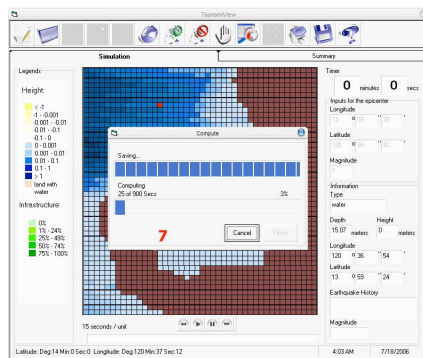 TsunamiView
Simulation
Summary
Legends
Height:
< -1
-1 - -0.001
-0.001 - -0.01
-0.01 - -0.1
-0.1 - 0
0 - 0.001
0.001 - 0.01
0.01 - 0.1
0.1 - 1
> 1
land with
water
Infrastructure:
0%
1% - 24%
25% - 49%
50% - 74%
75% - 100%
Compute
Saving...
Computing
25 of 900 Secs
3%
7
Cancel
Finish
15 seconds / unit
Timer
0 minutes 0 secs
Inputs for the epicenter
Longitude
Latitude
Magnitude
7
Information
Type
water
Depth Height
15.07 meters 0 meters
Longitude
120 º 36 ' 54 "
Latitude
13 º 59 ' 24 "
Earthquake History
Magnitude
Latitude: Deg:14 Min:0 Sec:0 Longitude: Deg:120 Min:37 Sec:12
4:03 AM
7/18/2006